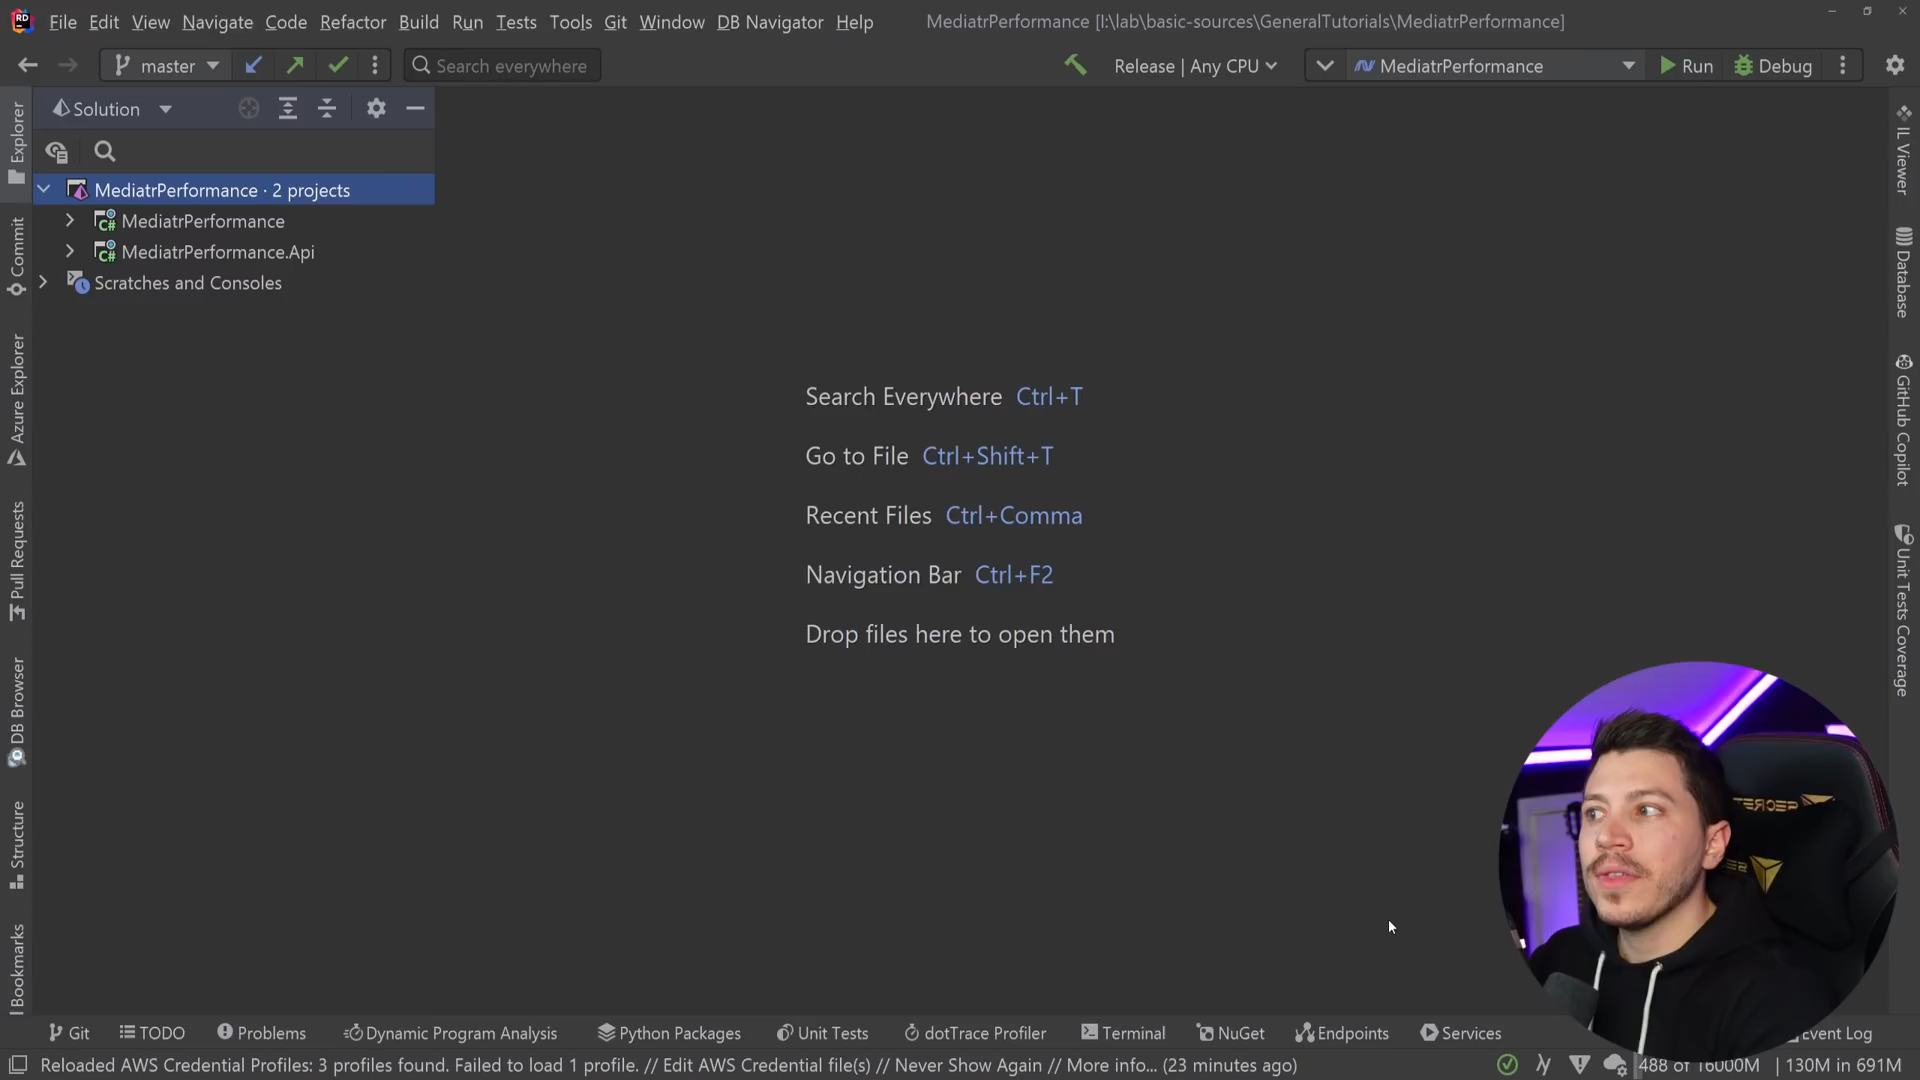 File Edit View Navigate Code Refactor Build Run Tests Tools Git Window DB Navigator Help MediatrPerformance [I:\lab\basic-sources\GeneralTutorials\MediatrPerformance]
master Search everywhere Release | Any CPU MediatrPerformance Run Debug
Solution
MediatrPerformance · 2 projects
MediatrPerformance
MediatrPerformance.Api
Scratches and Consoles
Explorer
Commit
Azure Explorer
Pull Requests
DB Browser
Structure
Bookmarks
Search Everywhere Ctrl+T
Go to File Ctrl+Shift+T
Recent Files Ctrl+Comma
Navigation Bar Ctrl+F2
Drop files here to open them
IL Viewer
Database
GitHub Copilot
Unit Tests Coverage
Git TODO Problems Dynamic Program Analysis Python Packages Unit Tests dotTrace Profiler Terminal NuGet Endpoints Services Event Log
Reloaded AWS Credential Profiles: 3 profiles found. Failed to load 1 profile. // Edit AWS Credential file(s) // Never Show Again // More info... (23 minutes ago) 488 of 16000M 130M in 691M